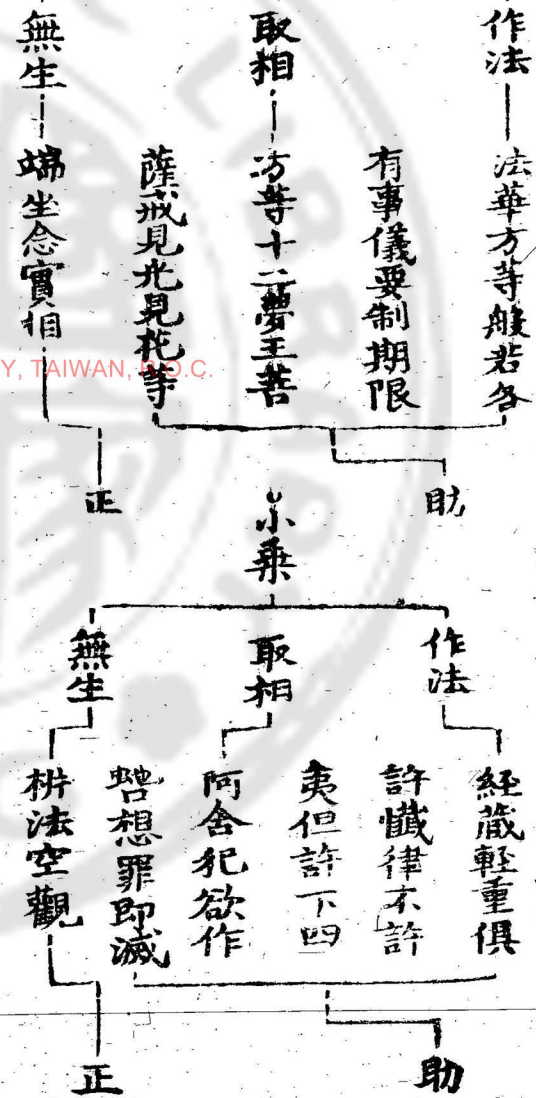 作法
法華方等般若各
有事儀要制期限
取相
方等十二夢王菩
薩戒見光見花等
無生
端坐念實相
助
正
小乘
作法
經藏輕重俱
許懺律不許
夷但許下四
取相
阿含犯欲作
想罪即滅
無生
析法空觀
助
正
Y, TAIWAN, R.O.C.